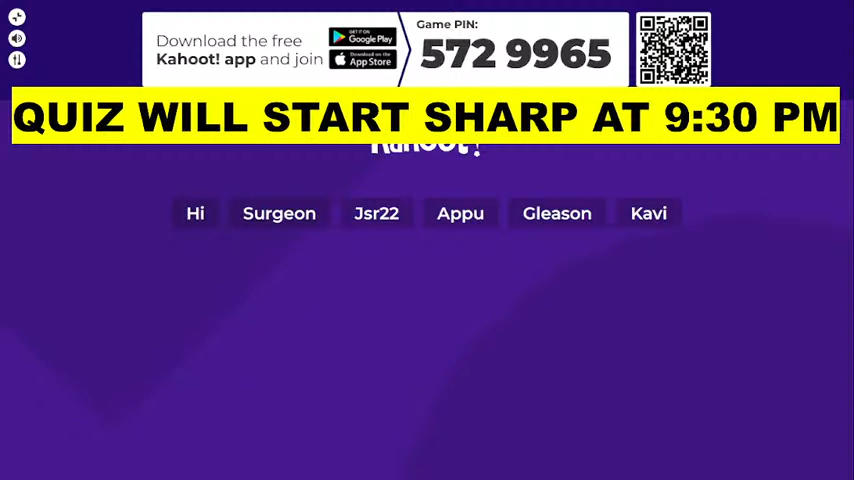 Download the free
Kahoot! app and join
GET IT ON
Google Play
Download on the
App Store
Game PIN:
572 9965
QUIZ WILL START SHARP AT 9:30 PM
Kahoot!
Hi Surgeon Jsr22 Appu Gleason Kavi